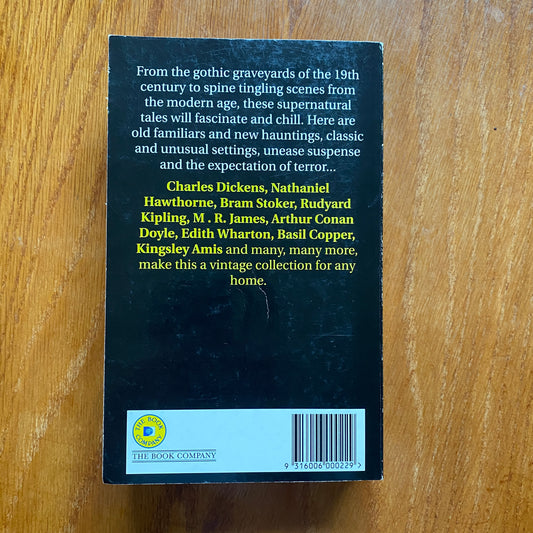 From the gothic graveyards of the 19th
century to spine tingling scenes from
the modern age, these supernatural
tales will fascinate and chill. Here are
old familiars and new hauntings, classic
and unusual settings, unease suspense
and the expectation of terror...
Charles Dickens, Nathaniel
Hawthorne, Bram Stoker, Rudyard
Kipling, M . R. James, Arthur Conan
Doyle, Edith Wharton, Basil Copper,
Kingsley Amis and many, many more,
make this a vintage collection for any
home.
THE BOOK
COMPANY
THE BOOK COMPANY
9 316006 000229 >